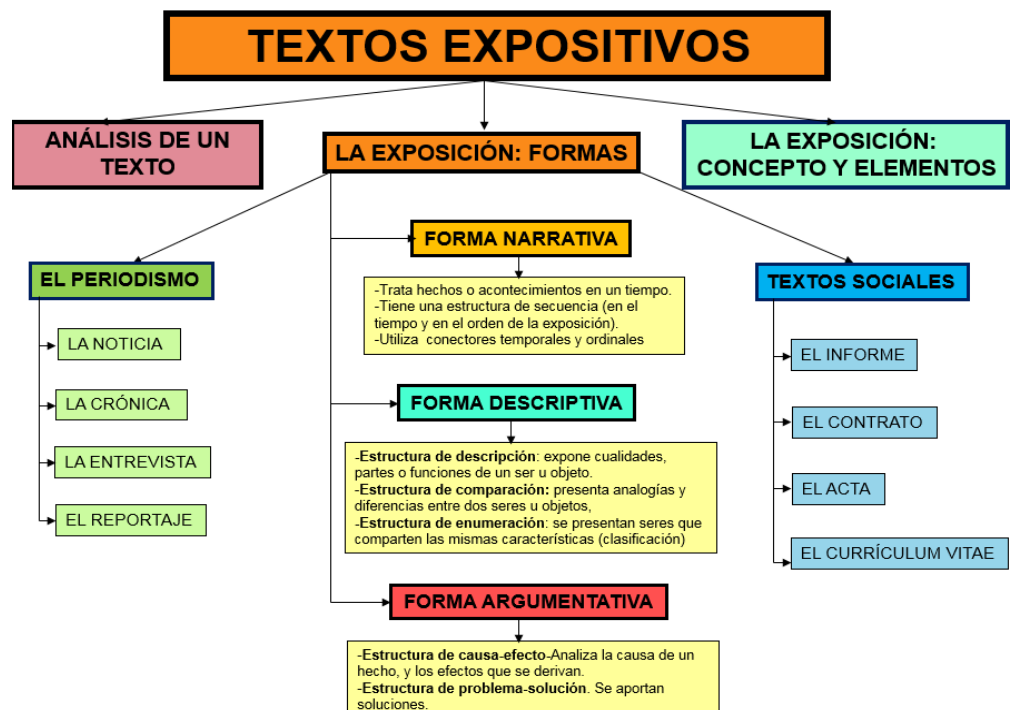 TEXTOS EXPOSITIVOS
ANÁLISIS DE UN
TEXTO
LA EXPOSICIÓN: FORMAS
LA EXPOSICIÓN:
CONCEPTO Y ELEMENTOS
EL PERIODISMO
LA NOTICIA
LA CRÓNICA
LA ENTREVISTA
EL REPORTAJE
FORMA NARRATIVA
-Trata hechos o acontecimientos en un tiempo.
-Tiene una estructura de secuencia (en el
tiempo y en el orden de la exposición).
-Utiliza conectores temporales y ordinales
FORMA DESCRIPTIVA
-Estructura de descripción: expone cualidades,
partes o funciones de un ser u objeto.
-Estructura de comparación: presenta analogías y
diferencias entre dos seres u objetos,
-Estructura de enumeración: se presentan seres que
comparten las mismas características (clasificación)
FORMA ARGUMENTATIVA
-Estructura de causa-efecto-Analiza la causa de un
hecho, y los efectos que se derivan.
-Estructura de problema-solución. Se aportan
soluciones.
TEXTOS SOCIALES
EL INFORME
EL CONTRATO
EL ACTA
EL CURRÍCULUM VITAE